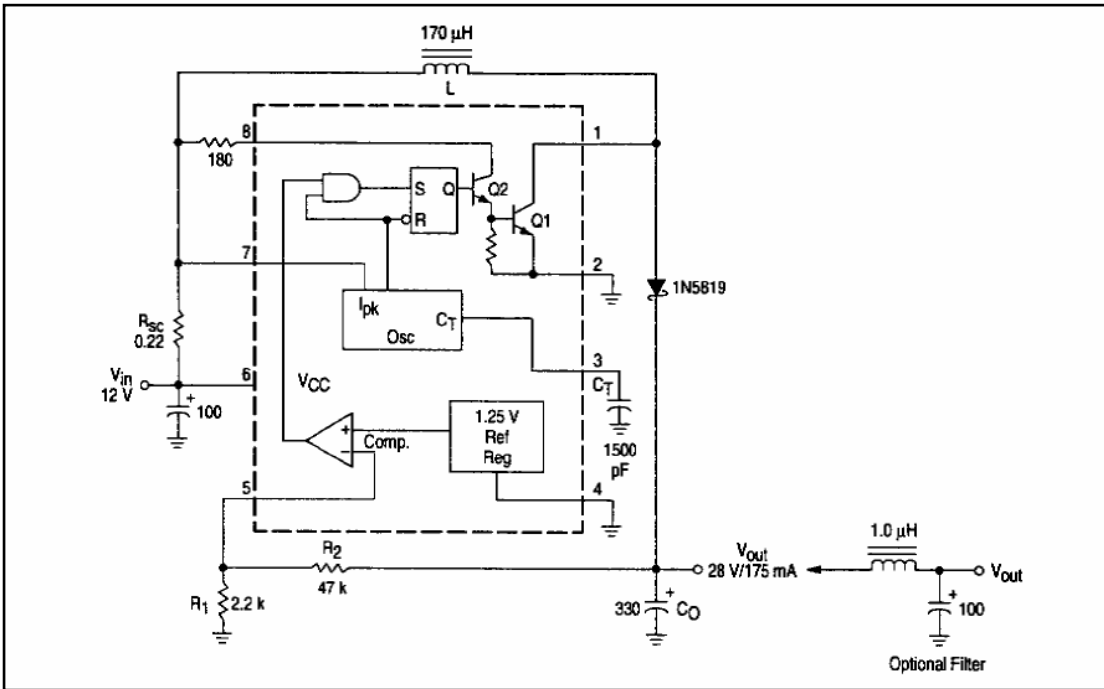 170 μH
L
8
1
180
S
Q
Q2
R
Q1
7
2
1N5819
Ipk
CT
Osc
Rsc
0.22
3
CT
Vin
12 V
6
VCC
100
1.25 V
Ref
Reg
+
Comp.
−
1500
pF
5
4
1.0 μH
R2
47 k
Vout
28 V/175 mA
Vout
R1
2.2 k
330
+
CO
+
100
+
Optional Filter